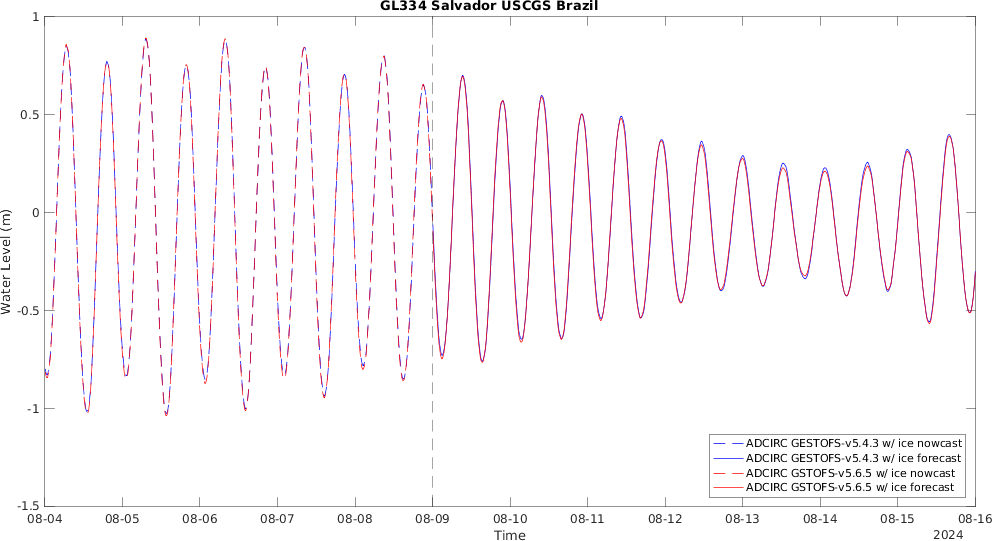 GL334 Salvador USCGS Brazil
1
0.5
0
-0.5
-1
-1.5
Water Level (m)
ADCIRC GESTOFS-v5.4.3 w/ ice nowcast
ADCIRC GESTOFS-v5.4.3 w/ ice forecast
ADCIRC GSTOFS-v5.6.5 w/ ice nowcast
ADCIRC GSTOFS-v5.6.5 w/ ice forecast
08-04 08-05 08-06 08-07 08-08 08-09 08-10 08-11 08-12 08-13 08-14 08-15 08-16
Time
2024